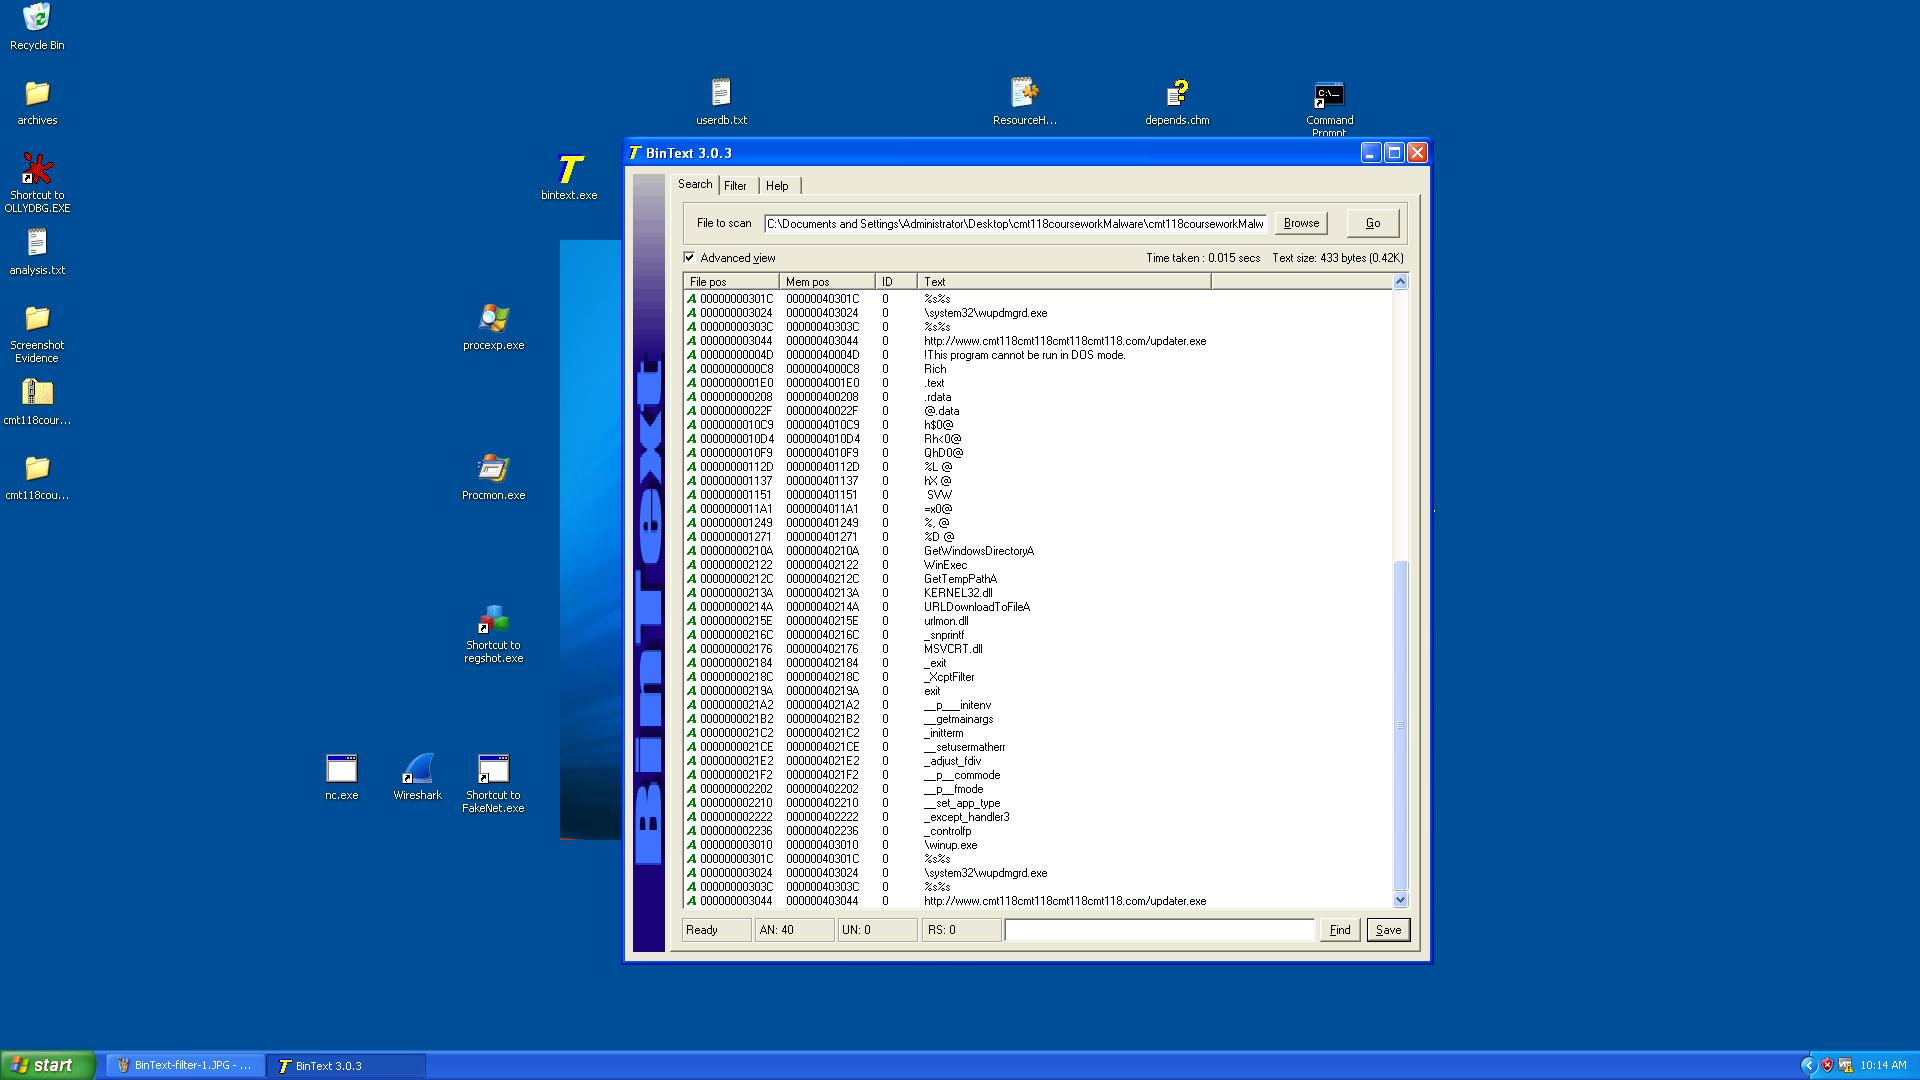 Recycle Bin
archives
Shortcut to
OLLYDBG.EXE
analysis.txt
Screenshot
Evidence
cmt118cour...
cmt118cou...
userdb.txt
ResourceH...
depends.chm
Command
Prompt
bintext.exe
procexp.exe
Procmon.exe
Shortcut to
regshot.exe
nc.exe
Wireshark
Shortcut to
FakeNet.exe
BinText 3.0.3
Search Filter Help
File to scan C:\Documents and Settings\Administrator\Desktop\cmt118courseworkMalware\cmt118courseworkMalw Browse Go
Advanced view Time taken : 0.015 secs Text size: 433 bytes (0.42K)
File pos Mem pos ID Text
A 00000000301C 00000040301C 0 %s%s
A 000000003024 000000403024 0 \system32\wupdmgrd.exe
A 00000000303C 00000040303C 0 %s%s
A 000000003044 000000403044 0 http://www.cmt118cmt118cmt118cmt118.com/updater.exe
A 00000000004D 00000040004D 0 !This program cannot be run in DOS mode.
A 0000000000C8 0000004000C8 0 Rich
A 0000000001E0 0000004001E0 0 .text
A 000000000208 000000400208 0 .rdata
A 00000000022F 00000040022F 0 @.data
A 0000000010C9 0000004010C9 0 h$0@
A 0000000010D4 0000004010D4 0 Rh<0@
A 0000000010F9 0000004010F9 0 QhD0@
A 00000000112D 00000040112D 0 %L @
A 000000001137 000000401137 0 hX @
A 000000001151 000000401151 0 SVW
A 0000000011A1 0000004011A1 0 =x0@
A 000000001249 000000401249 0 %, @
A 000000001271 000000401271 0 %D @
A 00000000210A 00000040210A 0 GetWindowsDirectoryA
A 000000002122 000000402122 0 WinExec
A 00000000212C 00000040212C 0 GetTempPathA
A 00000000213A 00000040213A 0 KERNEL32.dll
A 00000000214A 00000040214A 0 URLDownloadToFileA
A 00000000215E 00000040215E 0 urlmon.dll
A 00000000216C 00000040216C 0 _snprintf
A 000000002176 000000402176 0 MSVCRT.dll
A 000000002184 000000402184 0 _exit
A 00000000218C 00000040218C 0 _XcptFilter
A 00000000219A 00000040219A 0 exit
A 0000000021A2 0000004021A2 0 __p___initenv
A 0000000021B2 0000004021B2 0 __getmainargs
A 0000000021C2 0000004021C2 0 _initterm
A 0000000021CE 0000004021CE 0 __setusermatherr
A 0000000021E2 0000004021E2 0 _adjust_fdiv
A 0000000021F2 0000004021F2 0 __p__commode
A 000000002202 000000402202 0 __p__fmode
A 000000002210 000000402210 0 __set_app_type
A 000000002222 000000402222 0 _except_handler3
A 000000002236 000000402236 0 _controlfp
A 000000003010 000000403010 0 \winup.exe
A 00000000301C 00000040301C 0 %s%s
A 000000003024 000000403024 0 \system32\wupdmgrd.exe
A 00000000303C 00000040303C 0 %s%s
A 000000003044 000000403044 0 http://www.cmt118cmt118cmt118cmt118.com/updater.exe
Ready AN: 40 UN: 0 RS: 0 Find Save
BinText
start BinText-filter-1.JPG - ... BinText 3.0.3 10:14 AM